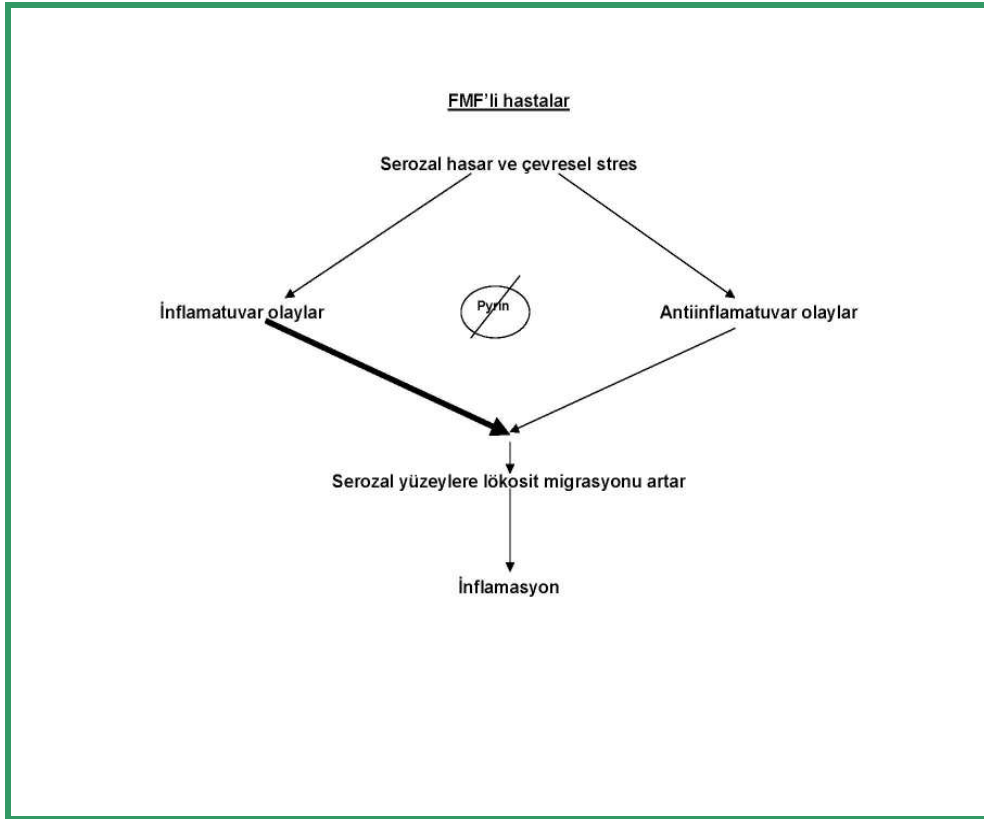 FMF'li hastalar
Serozal hasar ve çevresel stres
İnflamatuvar olaylar
Pyrin
Antiinflamatuvar olaylar
Serozal yüzeylere lökosit migrasyonu artar
İnflamasyon